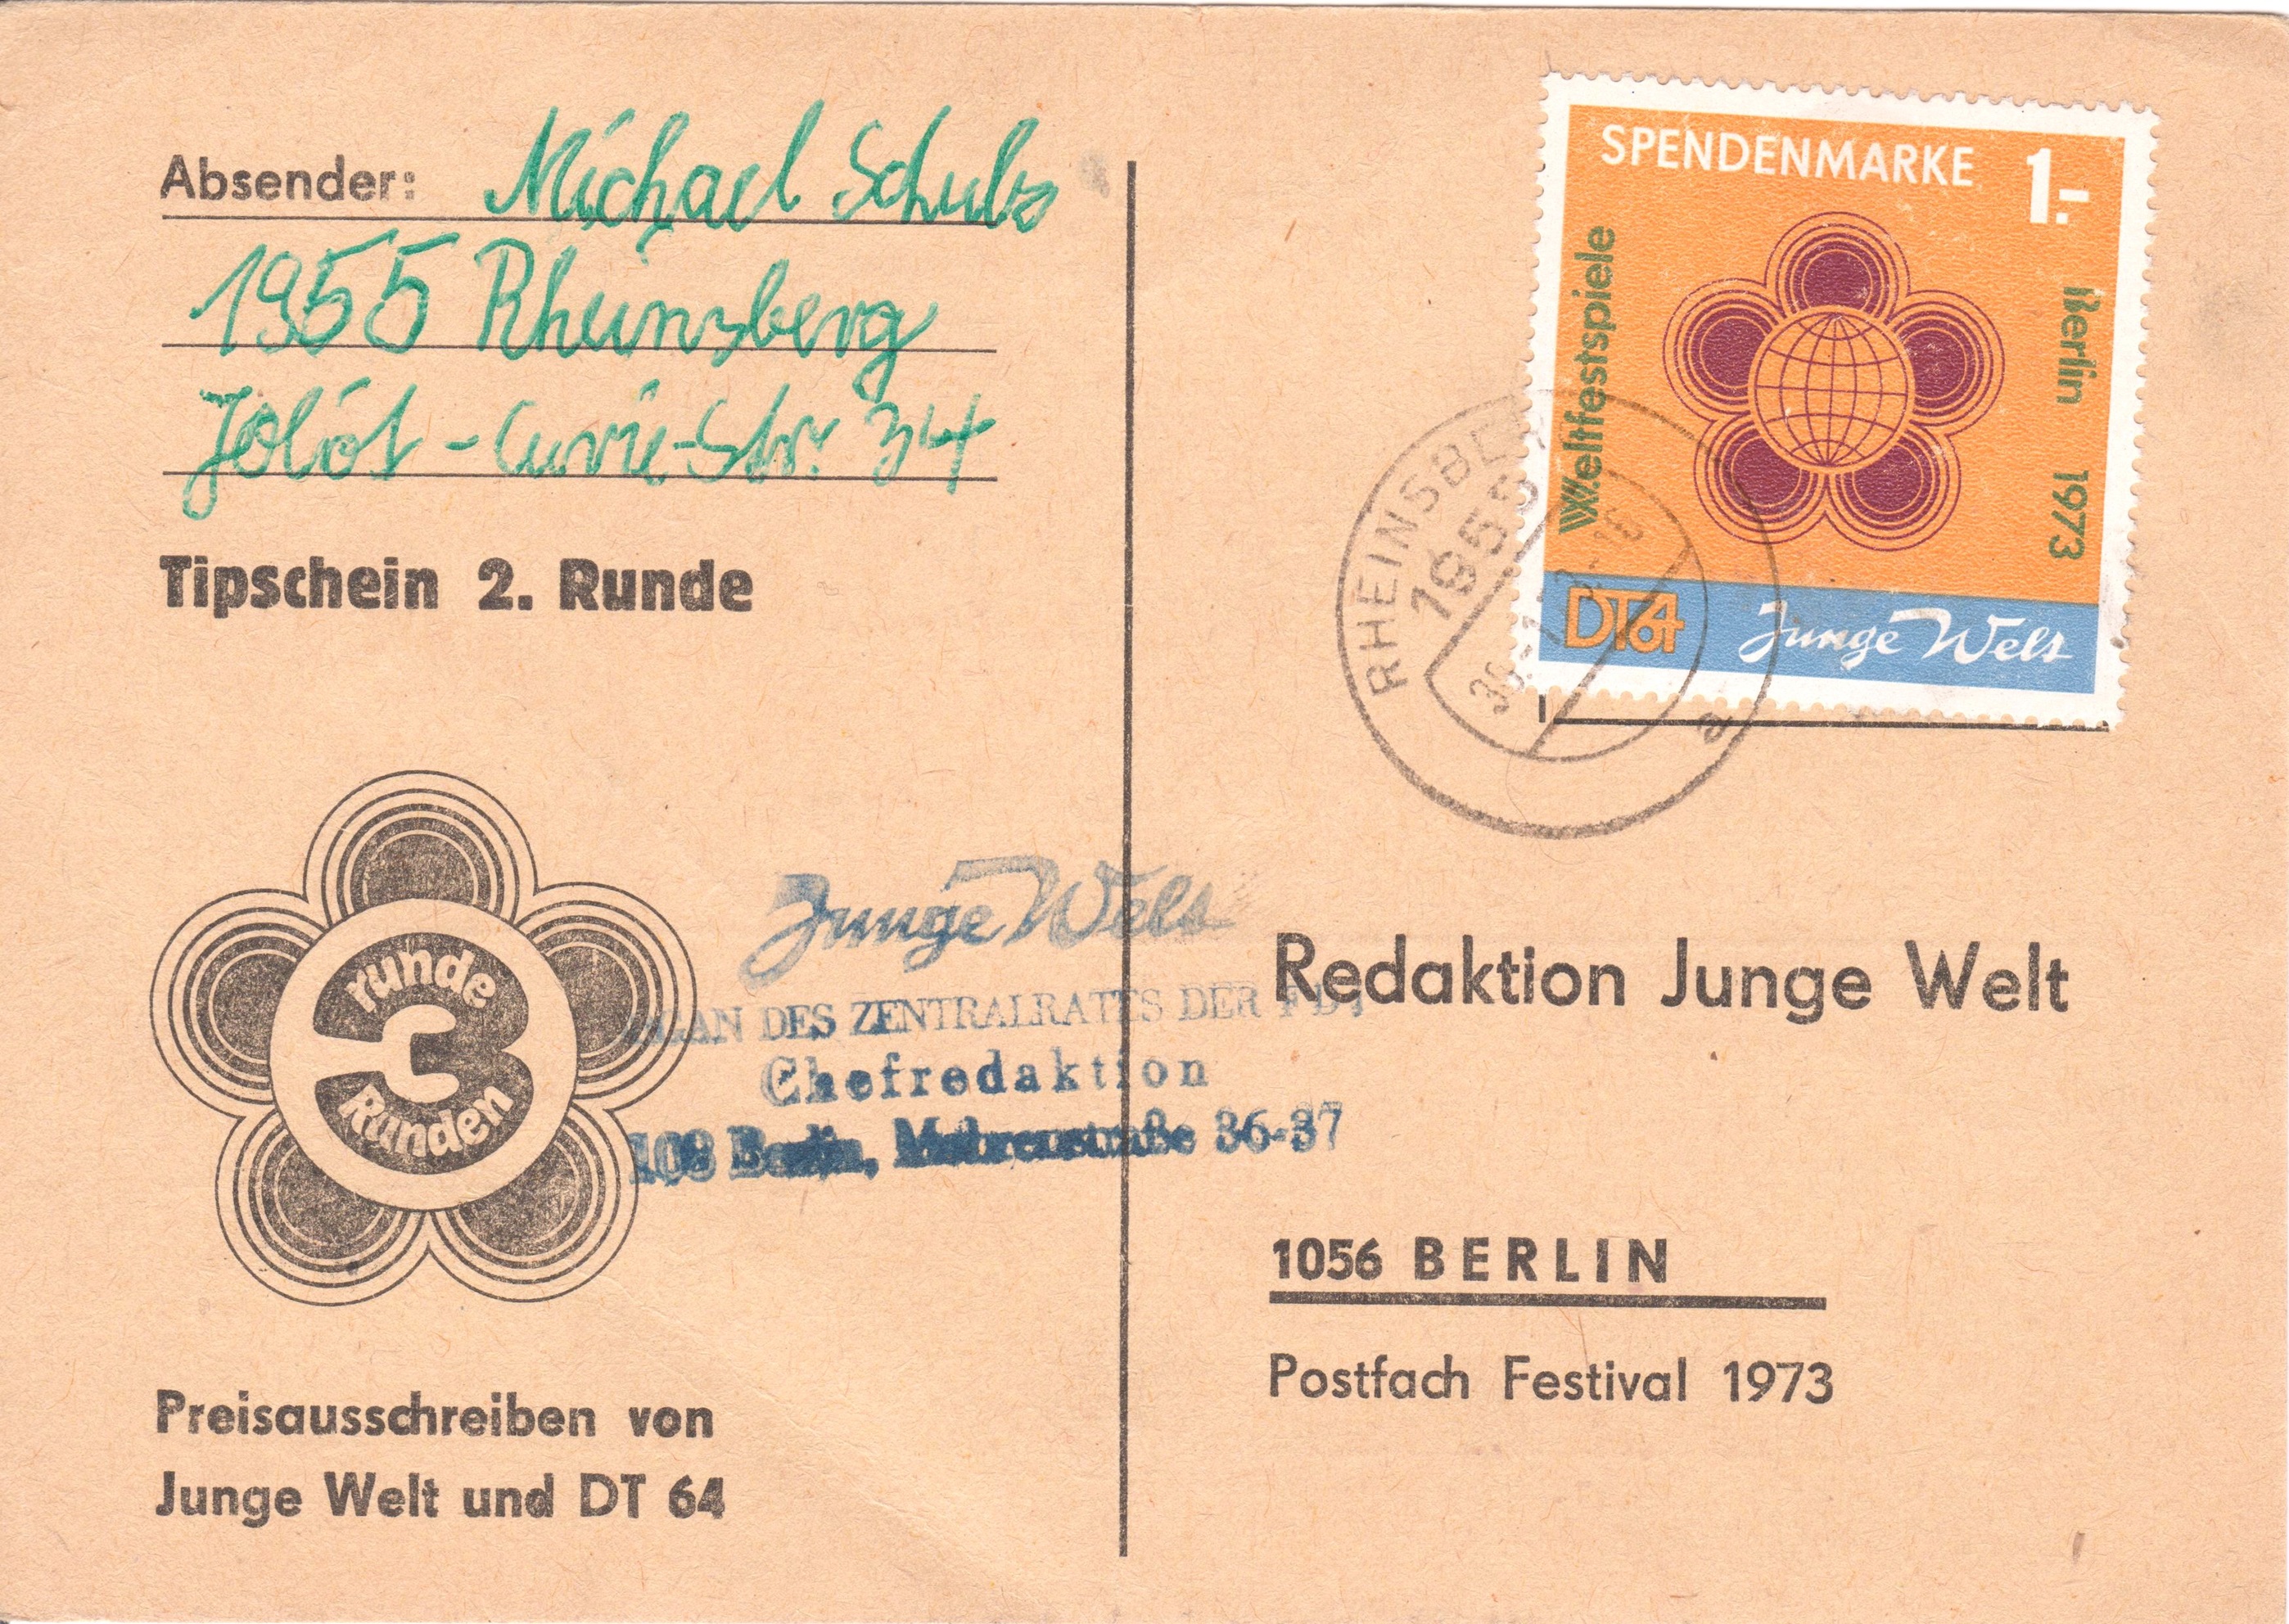 Absender: Michael Schulz
1955 Rheinsberg
Joliót-Curie-Str. 34
Tipschein 2. Runde
runde
3
Runden
Preisausschreiben von
Junge Welt und DT 64
Junge Welt
DES ZENTRALRATES DER FDJ
Chefredaktion
108 Berlin, Mohrenstraße 36-37
SPENDENMARKE 1.-
Weltfestspiele
Berlin 1973
DT64 Junge Welt
RHEINSBERG
1955
a
Redaktion Junge Welt
1056 BERLIN
Postfach Festival 1973